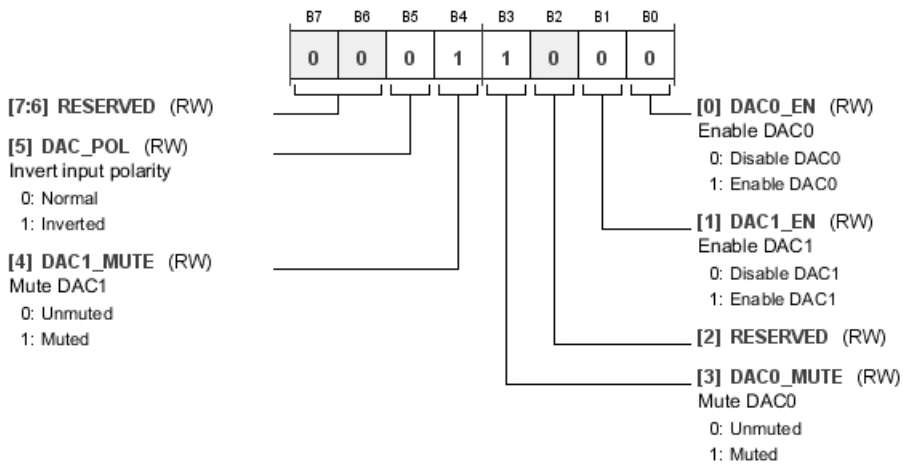 B7 B6 B5 B4 B3 B2 B1 B0
0 0 0 1 1 0 0 0
[7:6] RESERVED (RW)
[5] DAC_POL (RW)
Invert input polarity
0: Normal
1: Inverted
[4] DAC1_MUTE (RW)
Mute DAC1
0: Unmuted
1: Muted
[0] DAC0_EN (RW)
Enable DAC0
0: Disable DAC0
1: Enable DAC0
[1] DAC1_EN (RW)
Enable DAC1
0: Disable DAC1
1: Enable DAC1
[2] RESERVED (RW)
[3] DAC0_MUTE (RW)
Mute DAC0
0: Unmuted
1: Muted